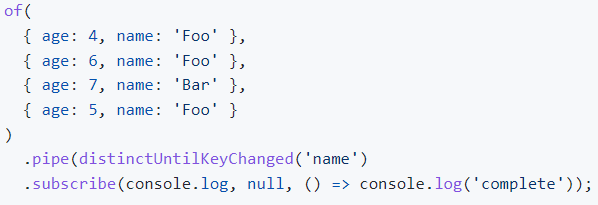 of(
  { age: 4, name: 'Foo' },
  { age: 6, name: 'Foo' },
  { age: 7, name: 'Bar' },
  { age: 5, name: 'Foo' }
)
  .pipe(distinctUntilKeyChanged('name')
  .subscribe(console.log, null, () => console.log('complete'));